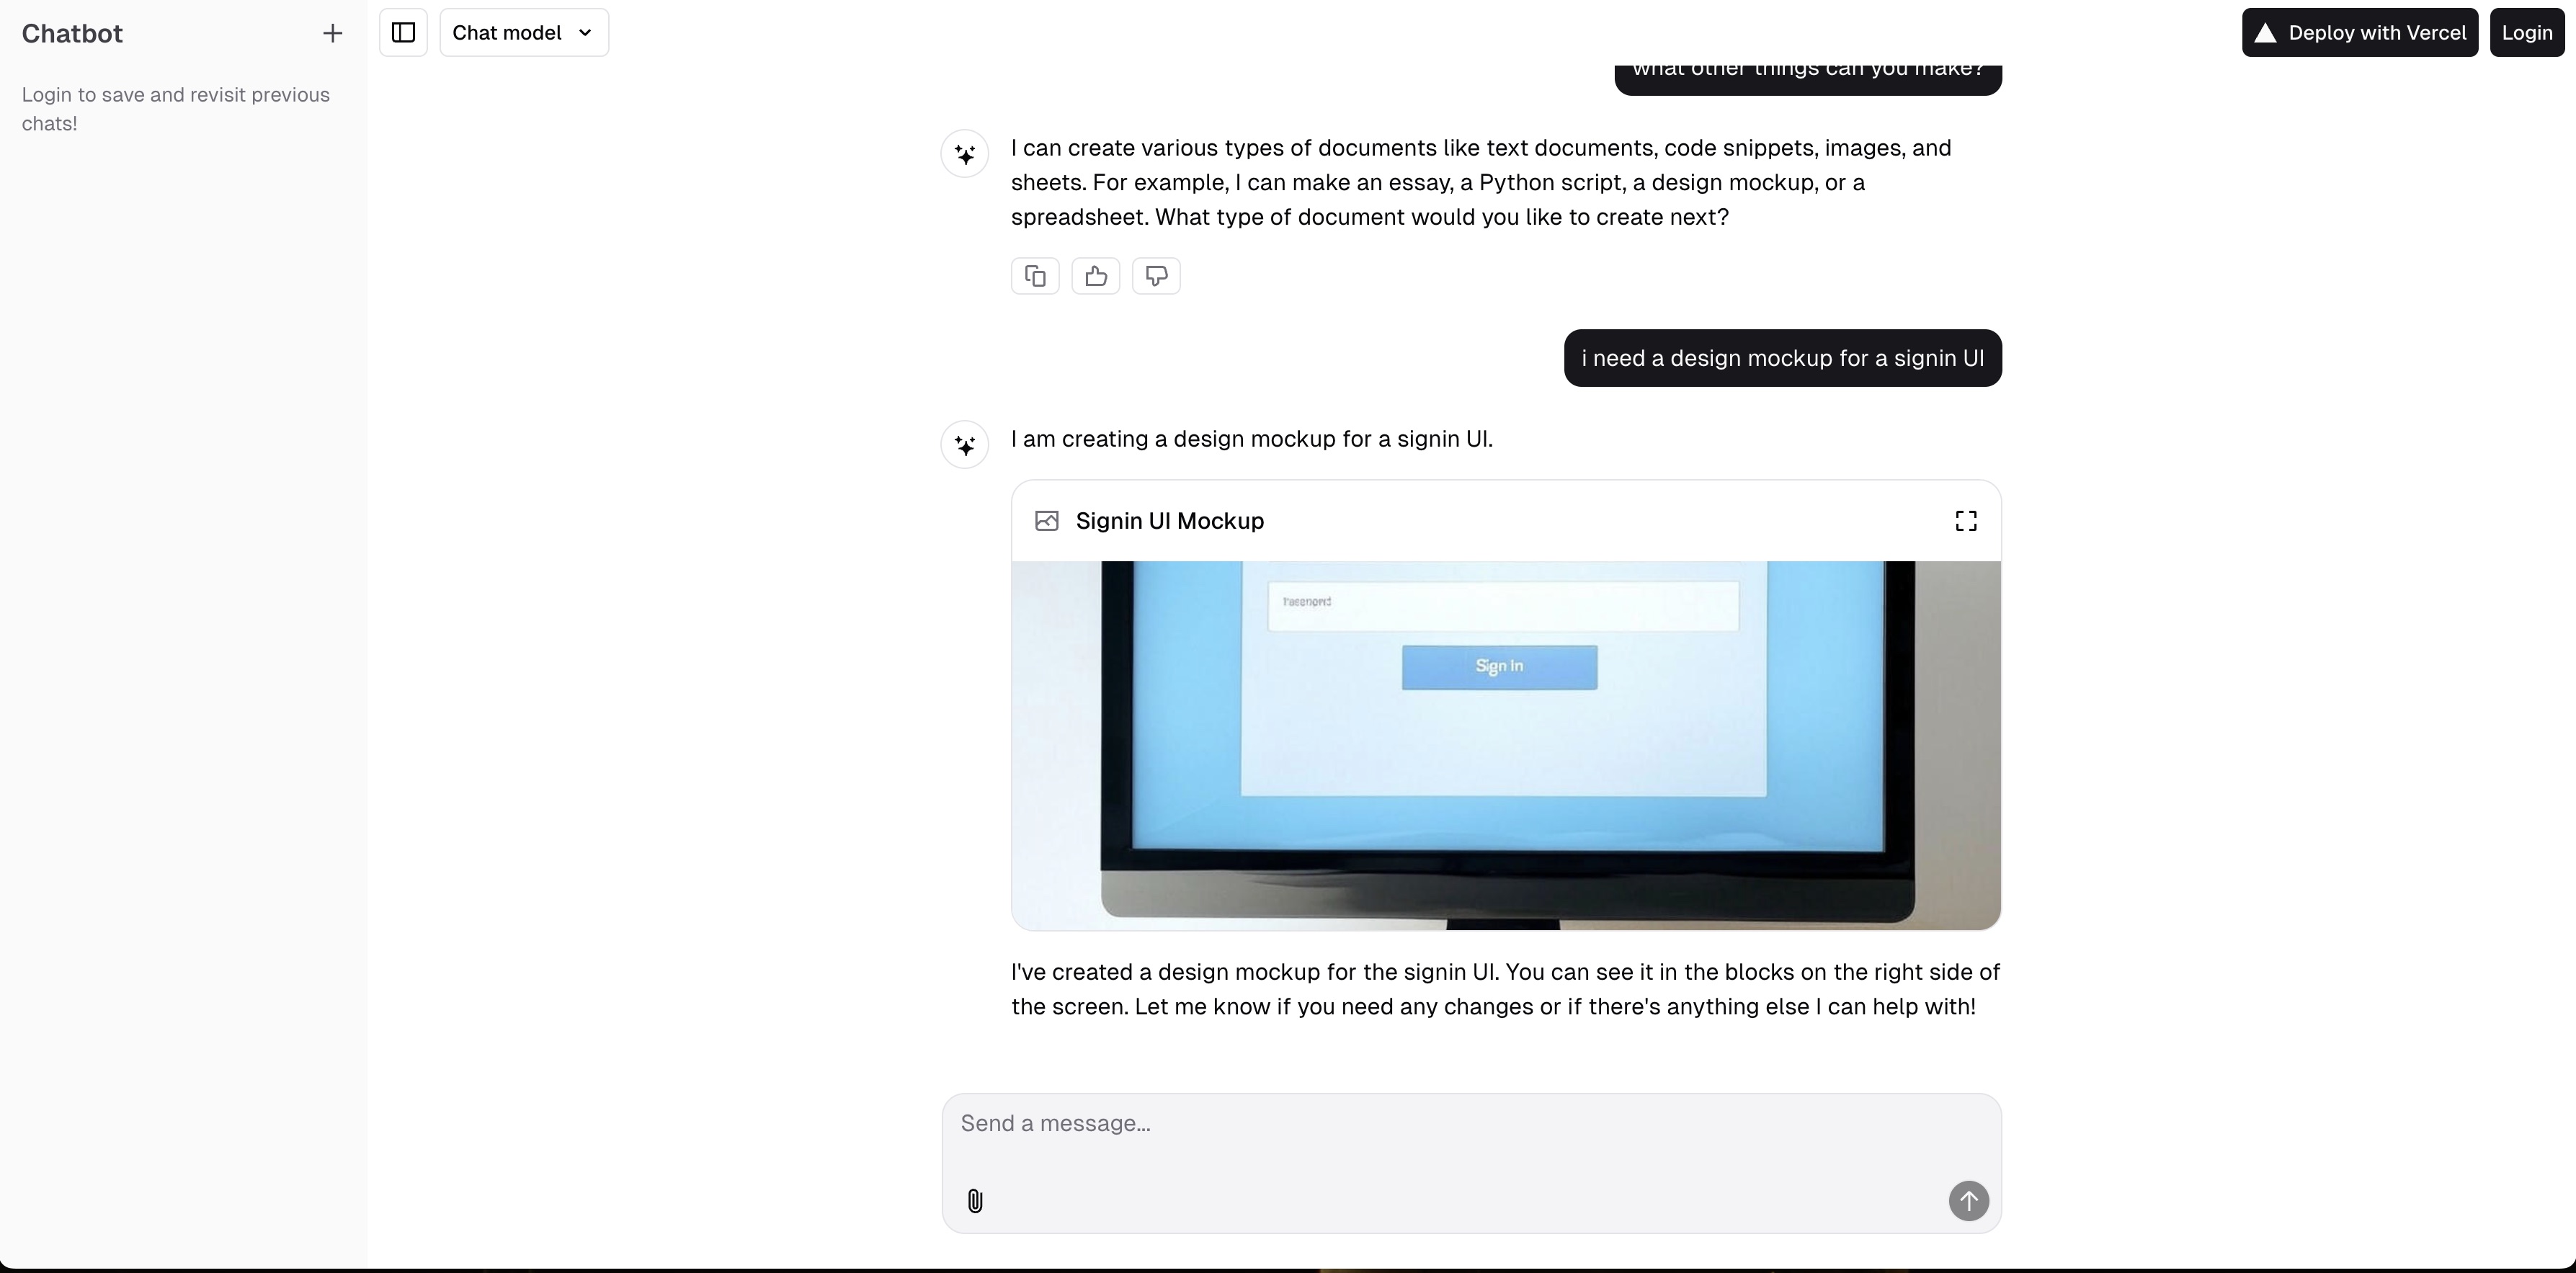 Chatbot
Chat model
Deploy with Vercel
Login
Login to save and revisit previous
chats!
what other things can you make?
I can create various types of documents like text documents, code snippets, images, and
sheets. For example, I can make an essay, a Python script, a design mockup, or a
spreadsheet. What type of document would you like to create next?
i need a design mockup for a signin UI
I am creating a design mockup for a signin UI.
Signin UI Mockup
Sign In
I've created a design mockup for the signin UI. You can see it in the blocks on the right side of
the screen. Let me know if you need any changes or if there's anything else I can help with!
Send a message...